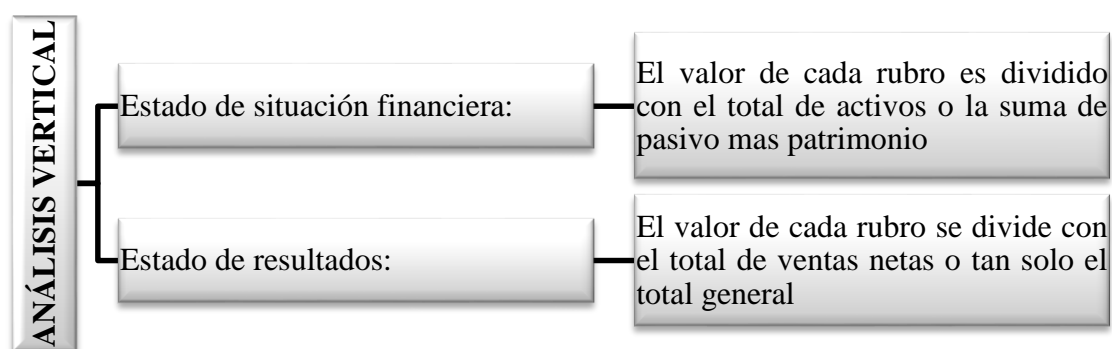 ANÁLISIS VERTICAL
Estado de situación financiera:
El valor de cada rubro es dividido
con el total de activos o la suma de
pasivo mas patrimonio
Estado de resultados:
El valor de cada rubro se divide con
el total de ventas netas o tan solo el
total general